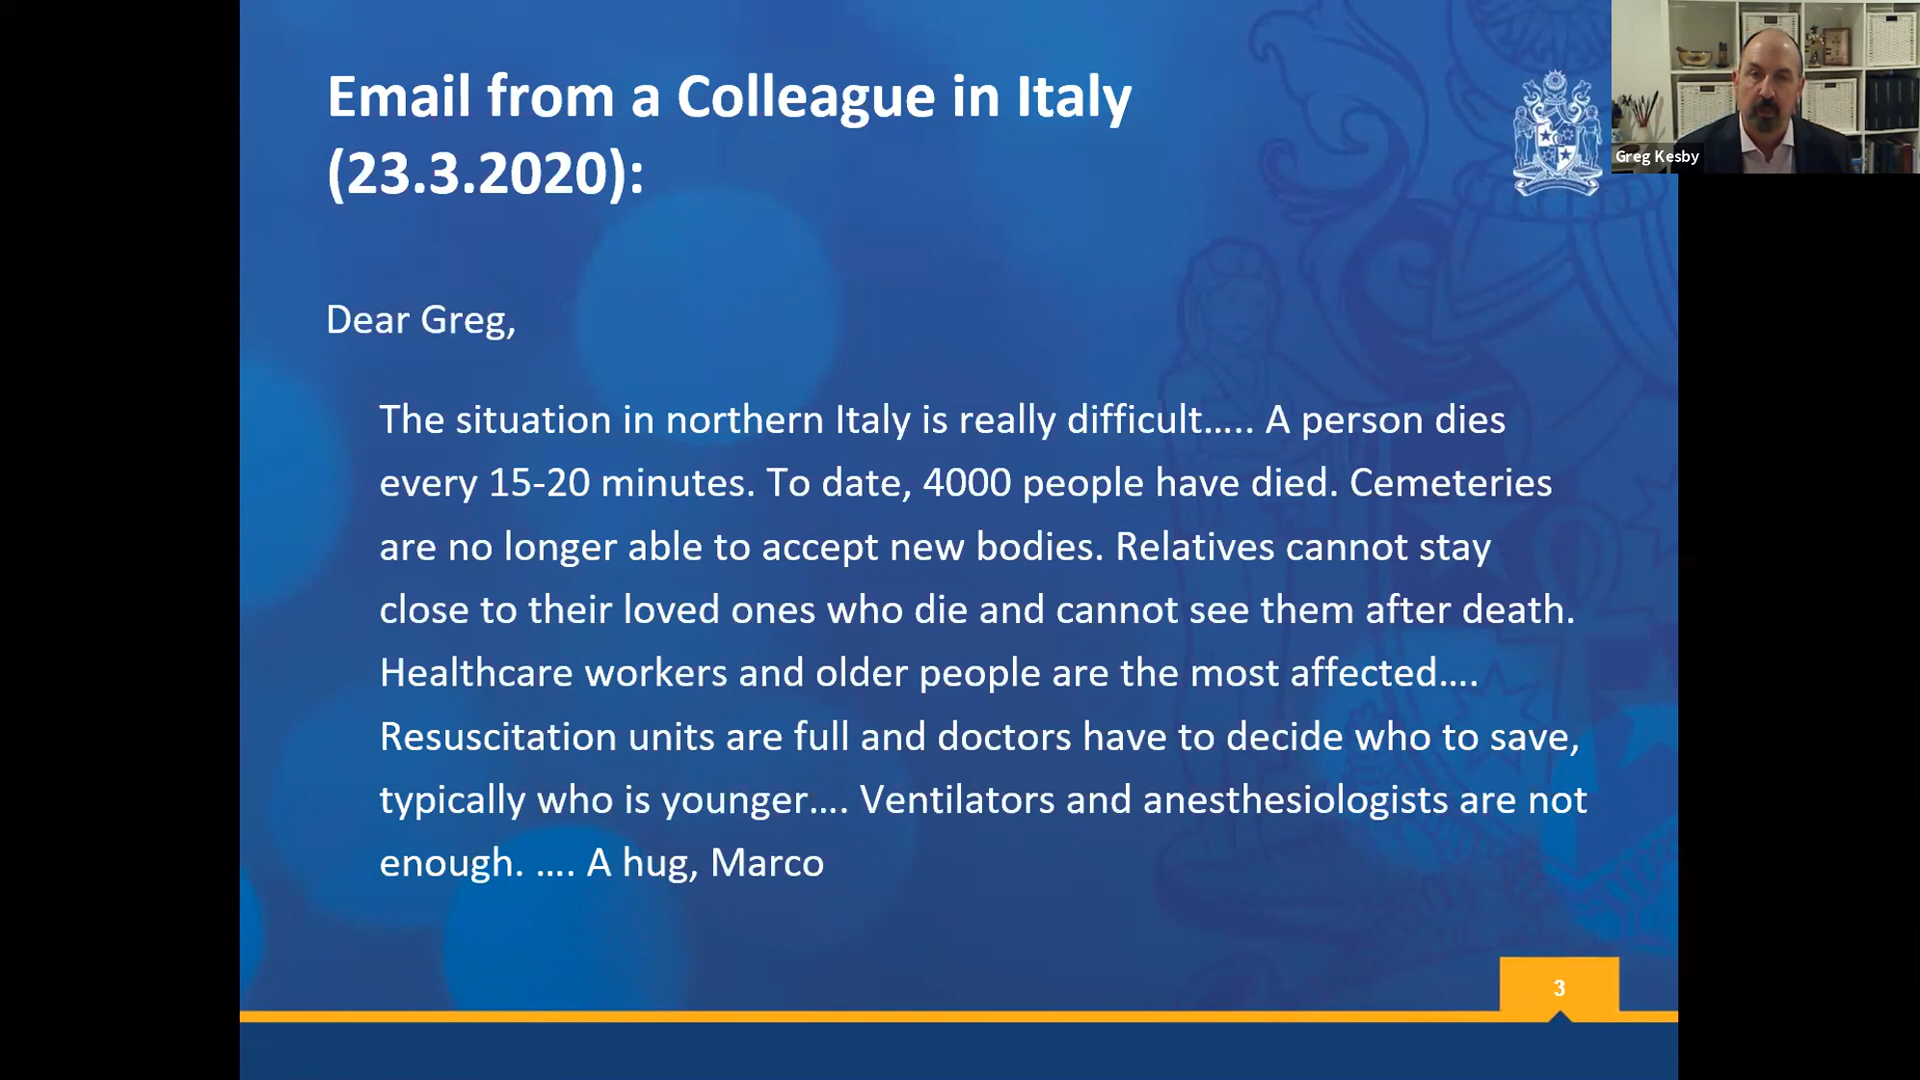 Email from a Colleague in Italy
(23.3.2020):
Greg Kesby
Dear Greg,
The situation in northern Italy is really difficult….. A person dies
every 15-20 minutes. To date, 4000 people have died. Cemeteries
are no longer able to accept new bodies. Relatives cannot stay
close to their loved ones who die and cannot see them after death.
Healthcare workers and older people are the most affected….
Resuscitation units are full and doctors have to decide who to save,
typically who is younger…. Ventilators and anesthesiologists are not
enough. …. A hug, Marco
3